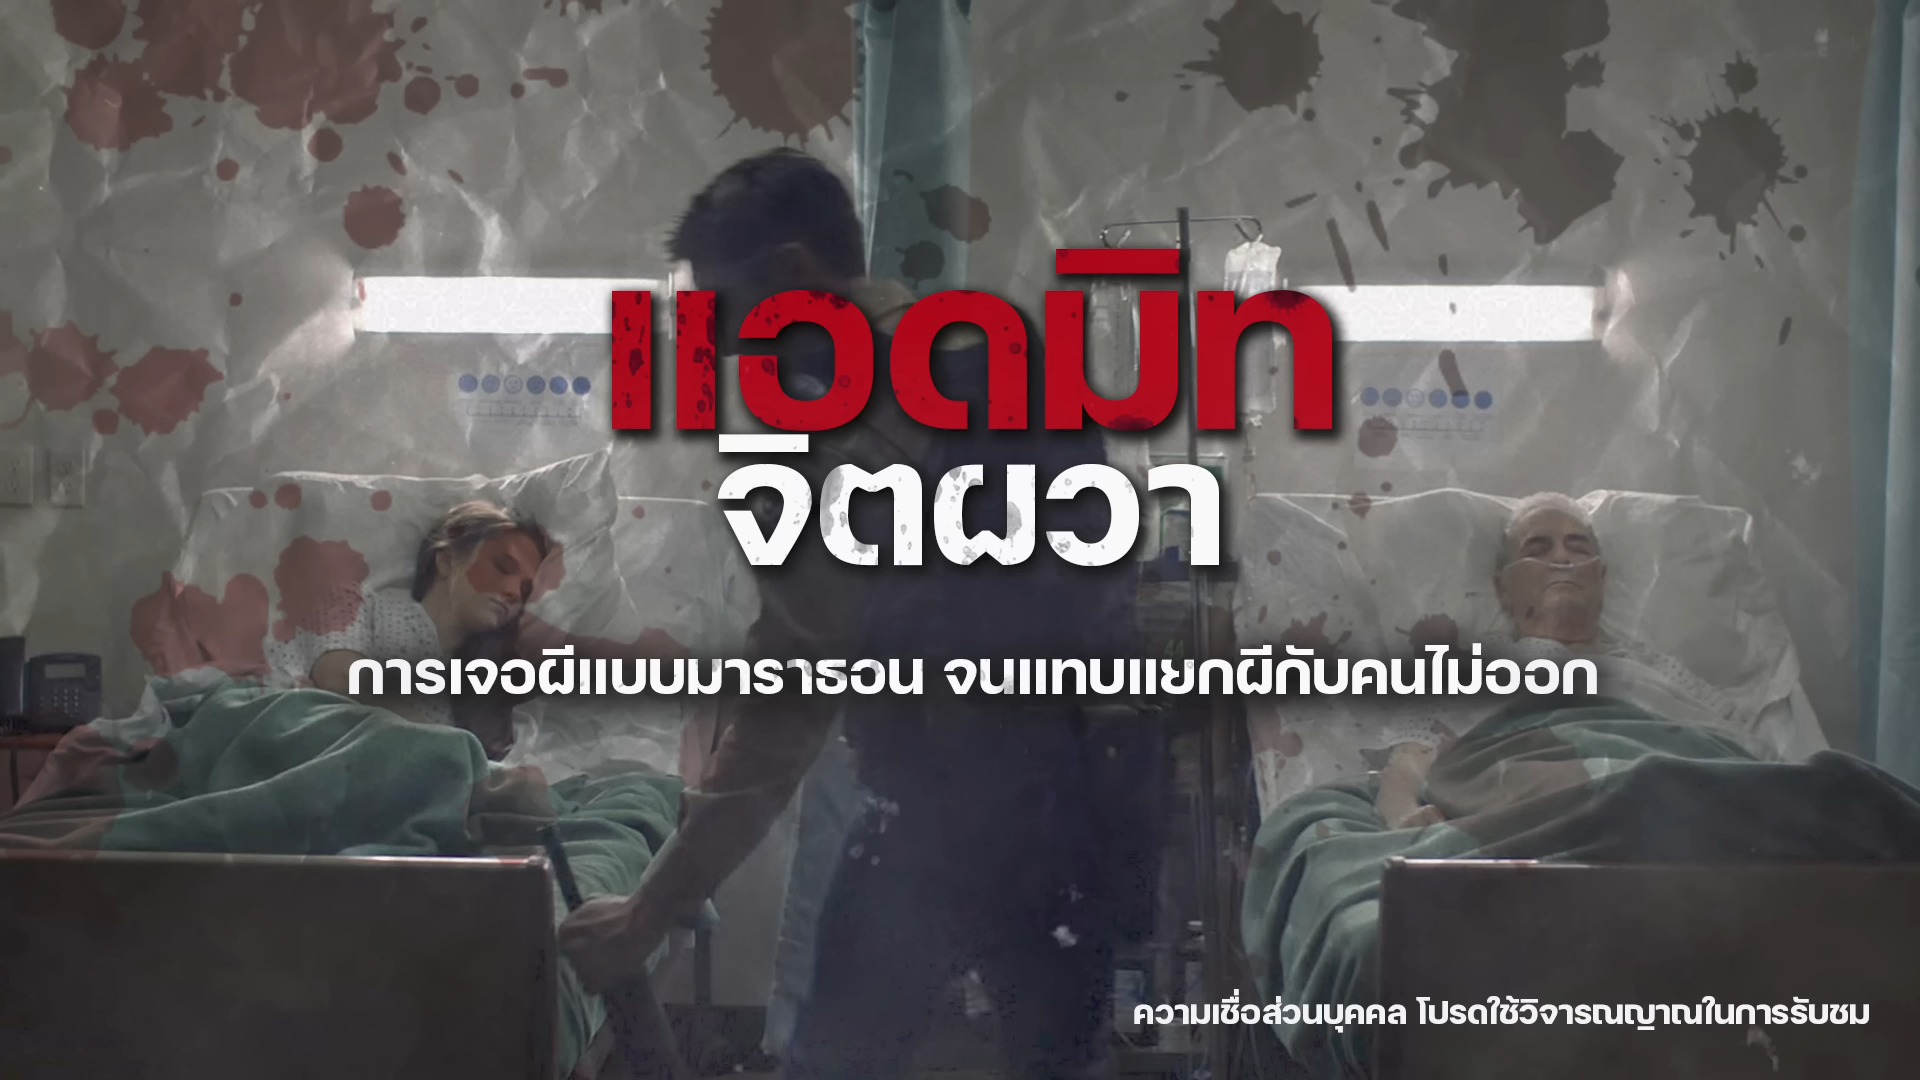 แอดมิท
จิตผวา
การเจอผีแบบมาราธอน จนแทบแยกผีกับคนไม่ออก
ความเชื่อส่วนบุคคล โปรดใช้วิจารณญาณในการรับชม